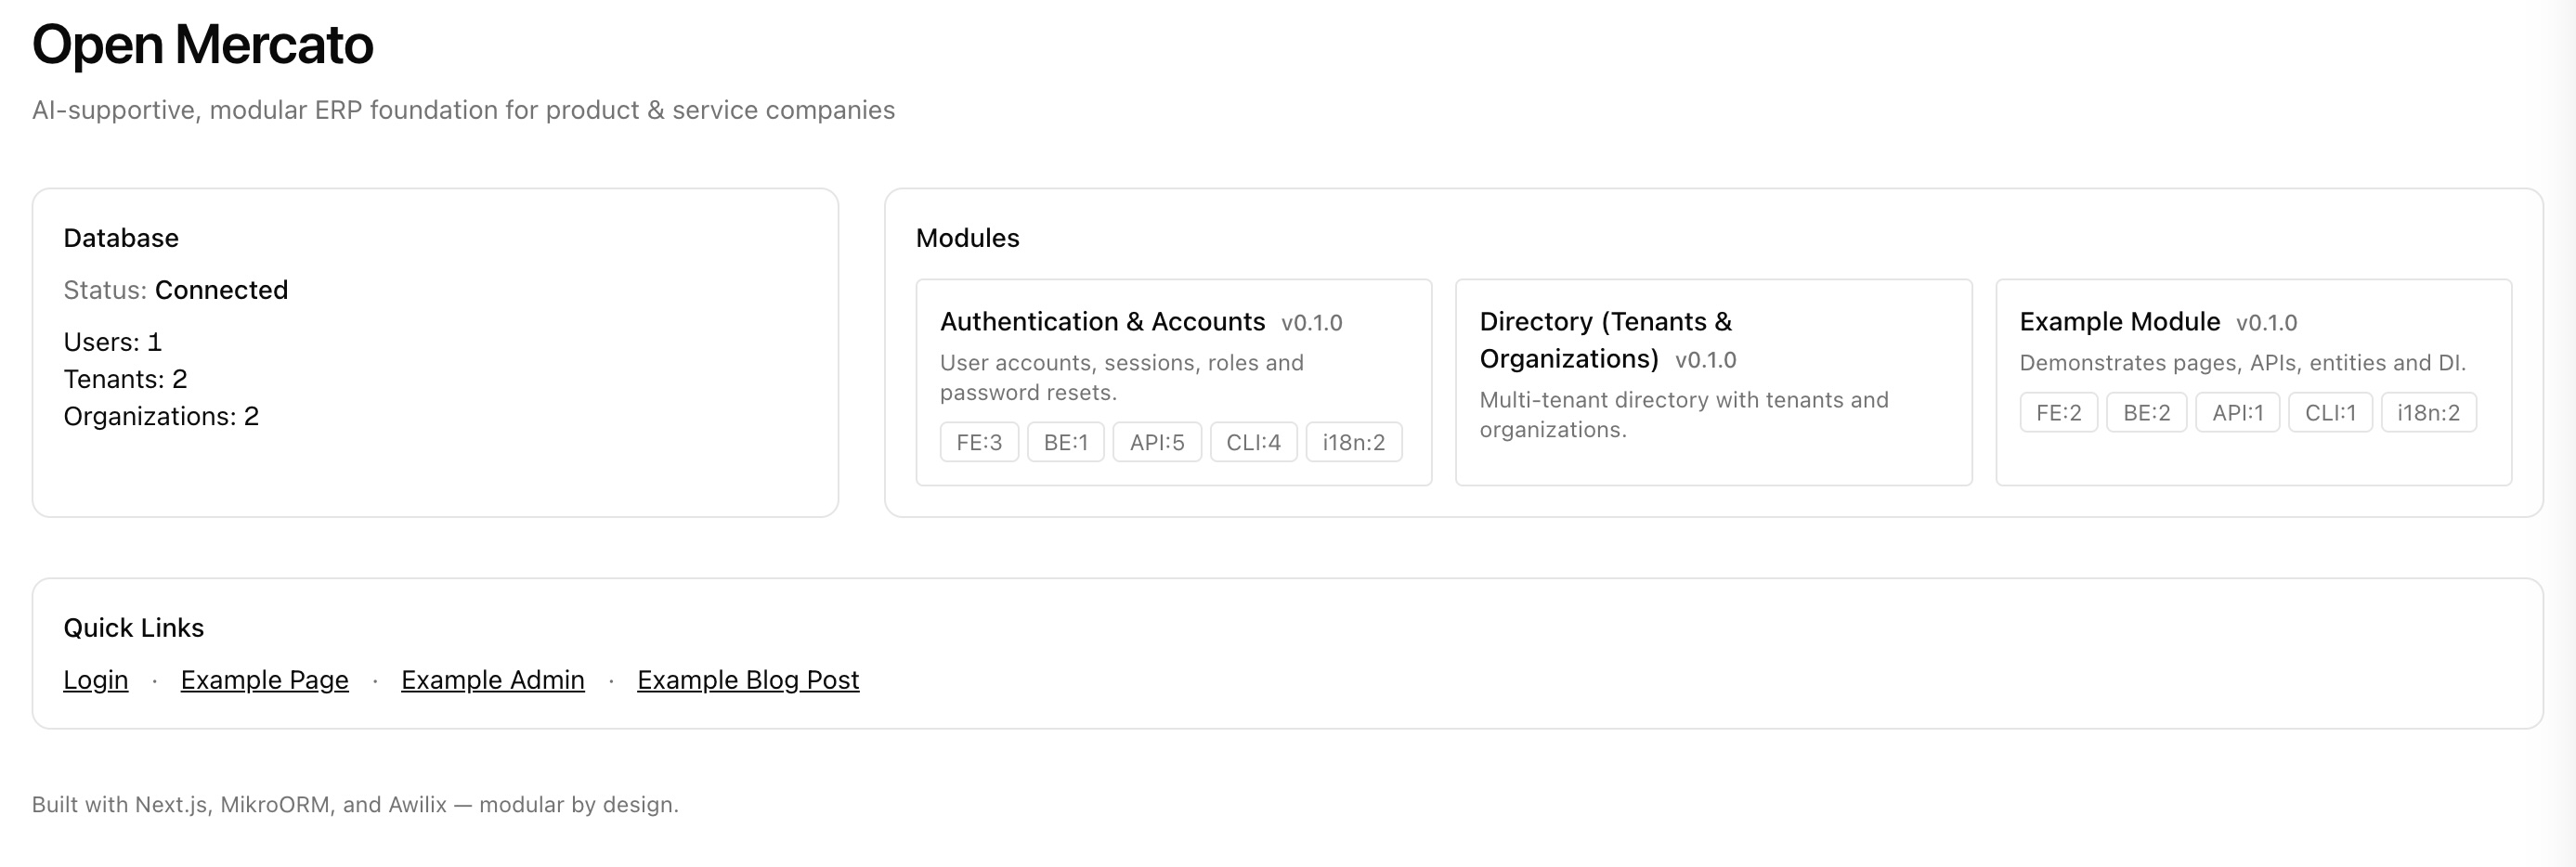 Open Mercato
AI-supportive, modular ERP foundation for product & service companies
Database
Status: Connected
Users: 1
Tenants: 2
Organizations: 2
Modules
Authentication & Accounts v0.1.0
User accounts, sessions, roles and
password resets.
FE:3 BE:1 API:5 CLI:4 i18n:2
Directory (Tenants &
Organizations) v0.1.0
Multi-tenant directory with tenants and
organizations.
Example Module v0.1.0
Demonstrates pages, APIs, entities and DI.
FE:2 BE:2 API:1 CLI:1 i18n:2
Quick Links
Login · Example Page · Example Admin · Example Blog Post
Built with Next.js, MikroORM, and Awilix — modular by design.